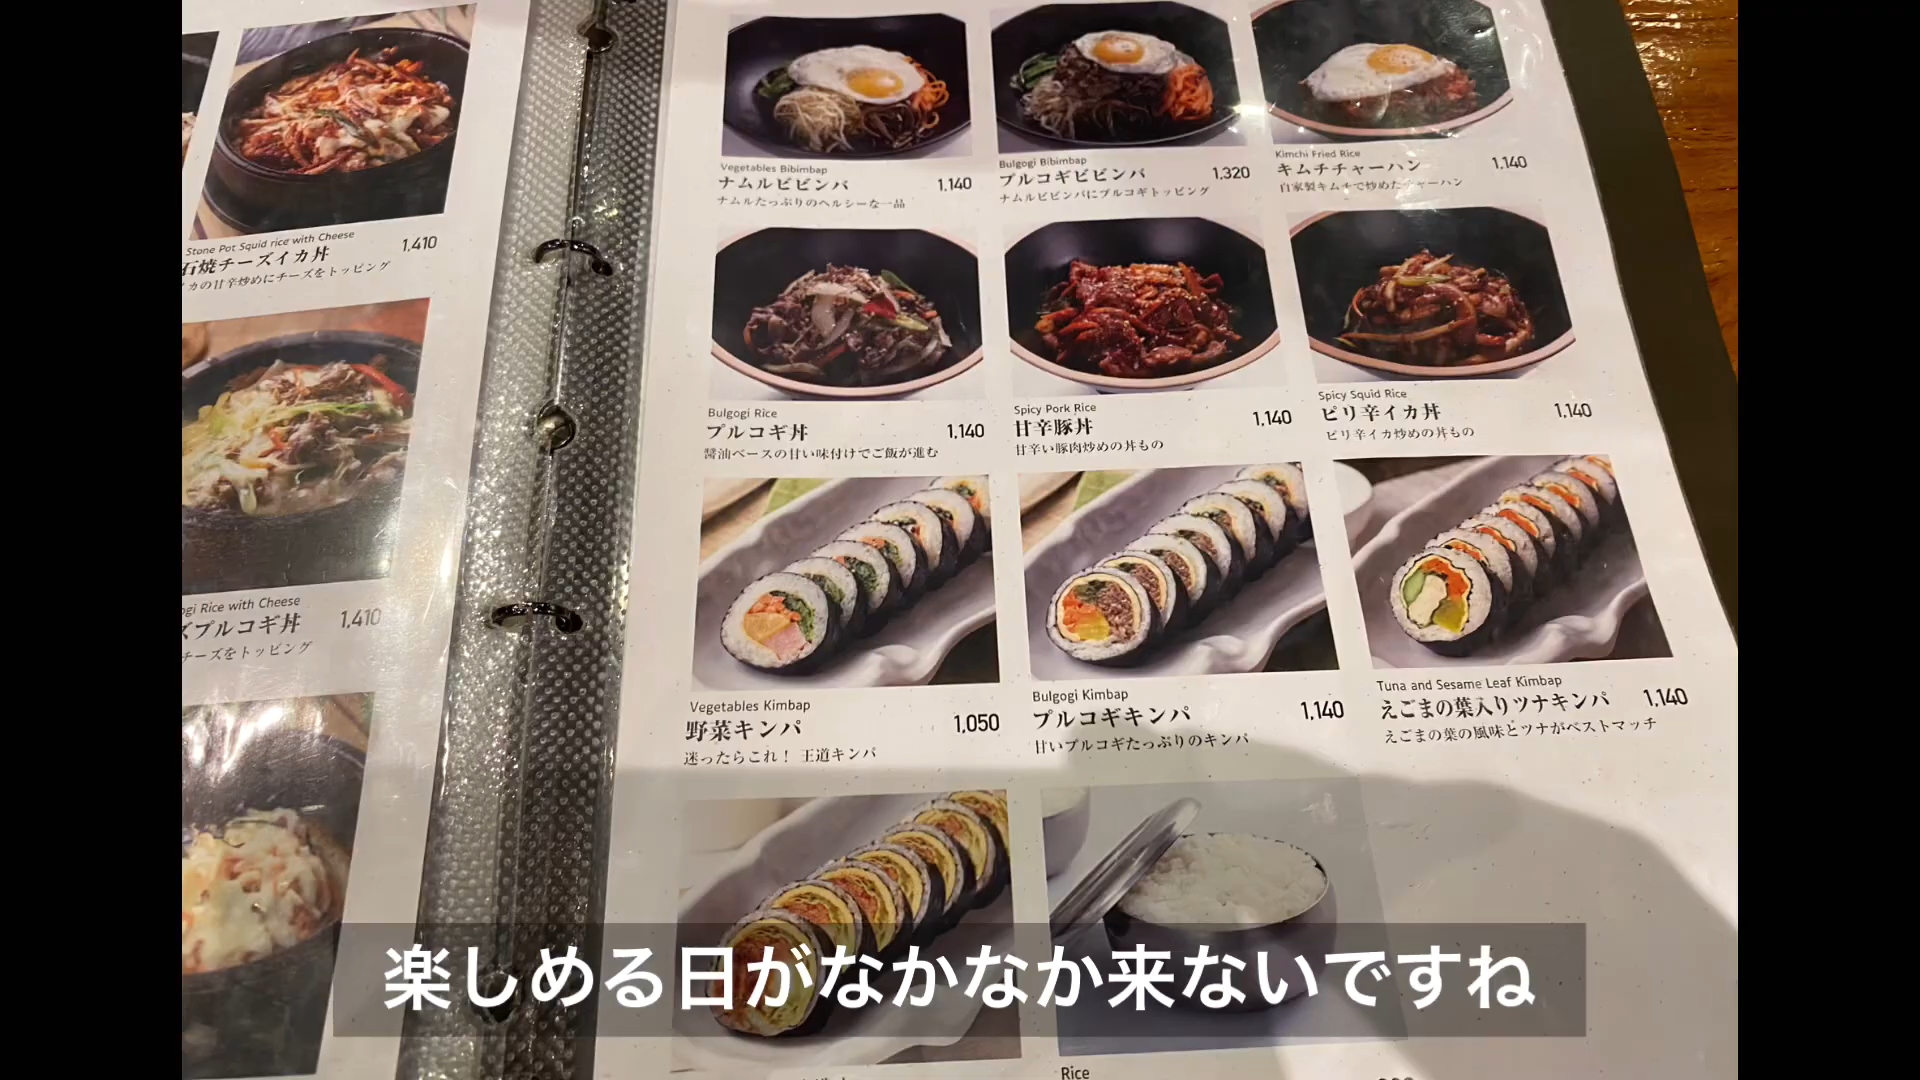 Stone Pot Squid rice with Cheese
石焼チーズイカ丼 1,410
カの甘辛炒めにチーズをトッピング
ogi Rice with Cheese
ズプルコギ丼 1,410
チーズをトッピング
Vegetables Bibimbap
ナムルビビンバ 1,140
ナムルたっぷりのヘルシーな一品
Bulgogi Bibimbap
プルコギビビンバ 1,320
ナムルビビンバにプルコギトッピング
Kimchi Fried Rice
キムチチャーハン 1,140
自家製キムチで炒めたチャーハン
Bulgogi Rice
プルコギ丼 1,140
醤油ベースの甘い味付けでご飯が進む
Spicy Pork Rice
甘辛豚丼 1,140
甘辛い豚肉炒めの丼もの
Spicy Squid Rice
ピリ辛イカ丼 1,140
ピリ辛イカ炒めの丼もの
Vegetables Kimbap
野菜キンパ 1,050
迷ったらこれ！ 王道キンパ
Bulgogi Kimbap
プルコギキンパ 1,140
甘いプルコギたっぷりのキンパ
Tuna and Sesame Leaf Kimbap
えごまの葉入りツナキンパ 1,140
えごまの葉の風味とツナがベストマッチ
楽しめる日がなかなか来ないですね
Rice